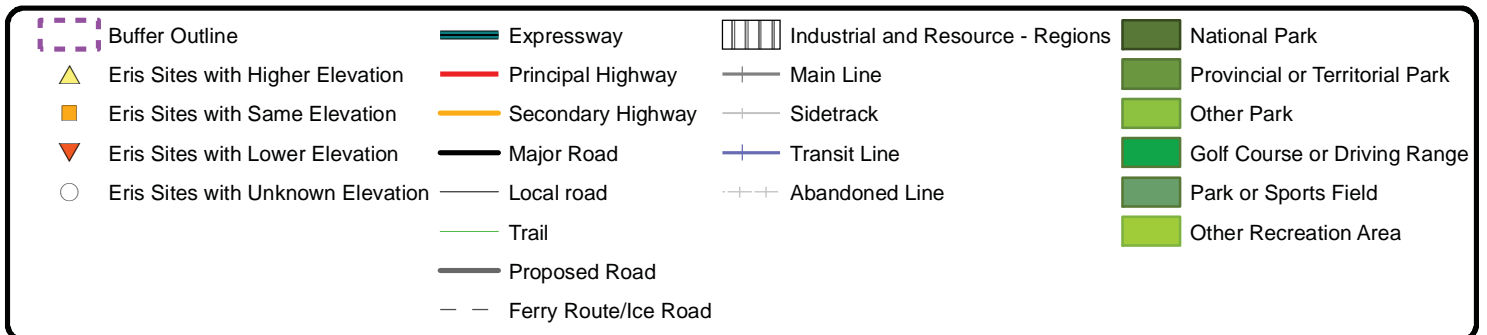 Buffer Outline
Eris Sites with Higher Elevation
Eris Sites with Same Elevation
Eris Sites with Lower Elevation
Eris Sites with Unknown Elevation
Expressway
Principal Highway
Secondary Highway
Major Road
Local road
Trail
Proposed Road
Ferry Route/Ice Road
Industrial and Resource - Regions
Main Line
Sidetrack
Transit Line
Abandoned Line
National Park
Provincial or Territorial Park
Other Park
Golf Course or Driving Range
Park or Sports Field
Other Recreation Area